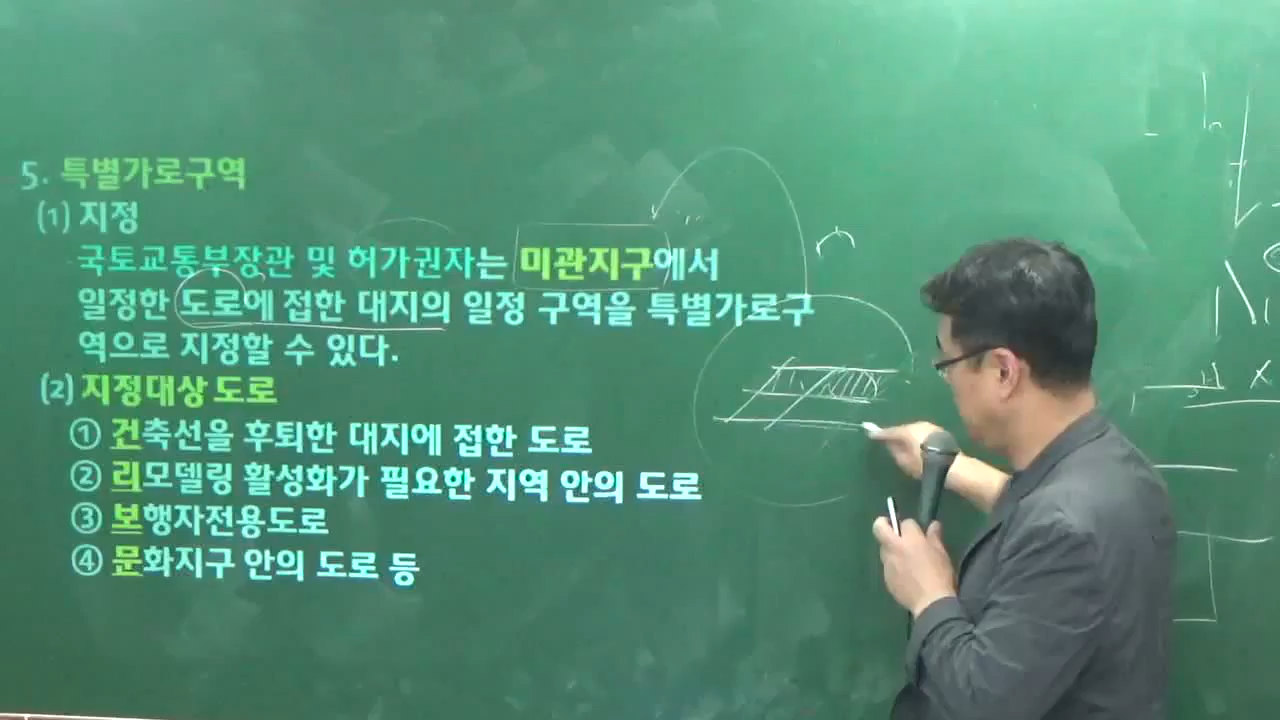 5. 특별가로구역
(1) 지정
국토교통부장관 및 허가권자는 미관지구에서
일정한 도로에 접한 대지의 일정 구역을 특별가로구
역으로 지정할 수 있다.
(2) 지정대상 도로
① 건축선을 후퇴한 대지에 접한 도로
② 리모델링 활성화가 필요한 지역 안의 도로
③ 보행자전용도로
④ 문화지구 안의 도로 등